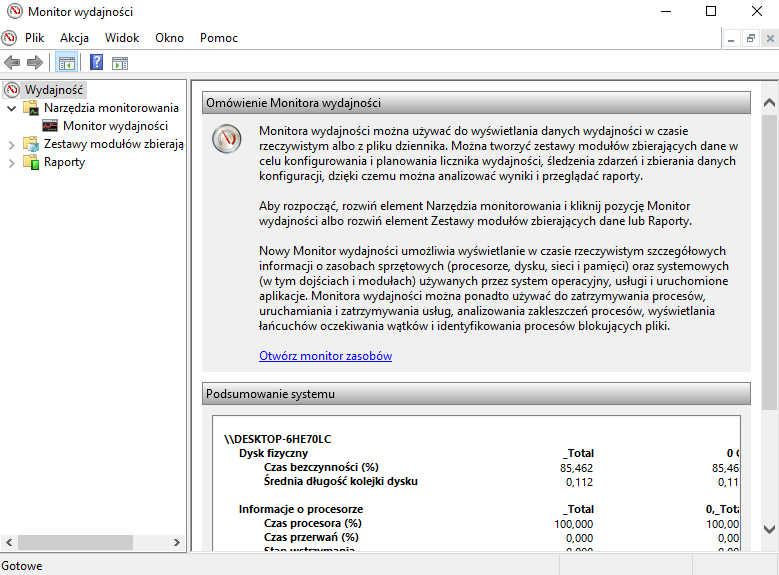 Monitor wydajności
Plik Akcja Widok Okno Pomoc
Wydajność
Narzędzia monitorowania
Monitor wydajności
Zestawy modułów zbierają
Raporty
Omówienie Monitora wydajności
Monitora wydajności można używać do wyświetlania danych wydajności w czasie
rzeczywistym albo z pliku dziennika. Można tworzyć zestawy modułów zbierających dane w
celu konfigurowania i planowania licznika wydajności, śledzenia zdarzeń i zbierania danych
konfiguracji, dzięki czemu można analizować wyniki i przeglądać raporty.
Aby rozpocząć, rozwiń element Narzędzia monitorowania i kliknij pozycję Monitor
wydajności albo rozwiń element Zestawy modułów zbierających dane lub Raporty.
Nowy Monitor wydajności umożliwia wyświetlanie w czasie rzeczywistym szczegółowych
informacji o zasobach sprzętowych (procesorze, dysku, sieci i pamięci) oraz systemowych
(w tym dojściach i modułach) używanych przez system operacyjny, usługi i uruchomione
aplikacje. Monitora wydajności można ponadto używać do zatrzymywania procesów,
uruchamiania i zatrzymywania usług, analizowania zakleszczeń procesów, wyświetlania
łańcuchów oczekiwania wątków i identyfikowania procesów blokujących pliki.
Otwórz monitor zasobów
Podsumowanie systemu
\\DESKTOP-6HE70LC
Dysk fizyczny _Total 0
Czas bezczynności (%) 85,462 85,46
Średnia długość kolejki dysku 0,112 0,11
Informacje o procesorze _Total 0,_Tota
Czas procesora (%) 100,000 100,00
Czas przerwań (%) 0,000 0,00
Stan wstrzymania 0,000 0,00
Gotowe